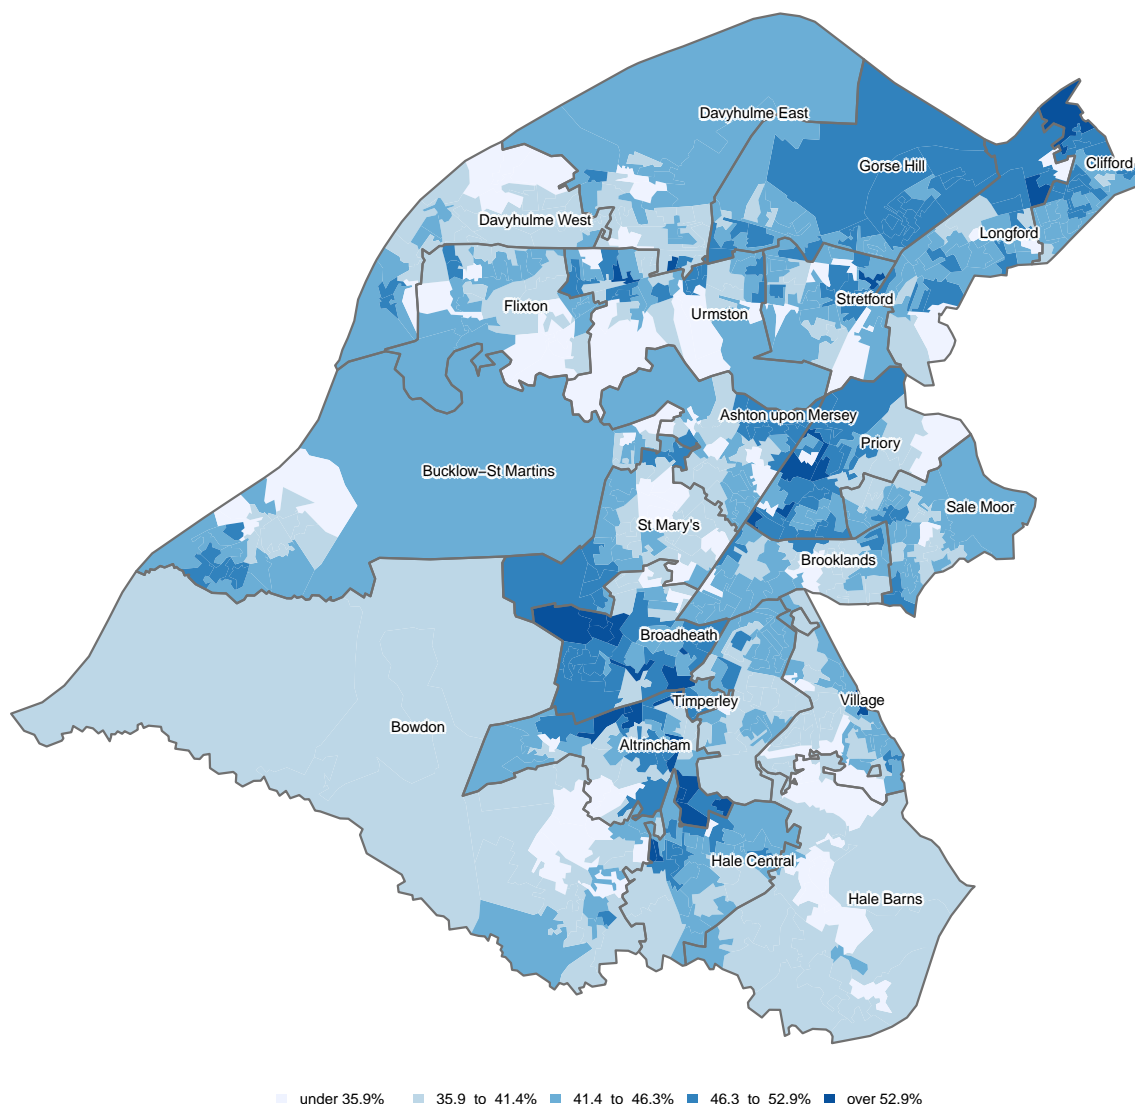 Davyhulme East
Gorse Hill
Clifford
Davyhulme West
Longford
Flixton
Urmston
Stretford
Ashton upon Mersey
Priory
Bucklow–St Martins
Sale Moor
St Mary's
Brooklands
Broadheath
Timperley
Village
Bowdon
Altrincham
Hale Central
Hale Barns
under 35.9% 35.9 to 41.4% 41.4 to 46.3% 46.3 to 52.9% over 52.9%